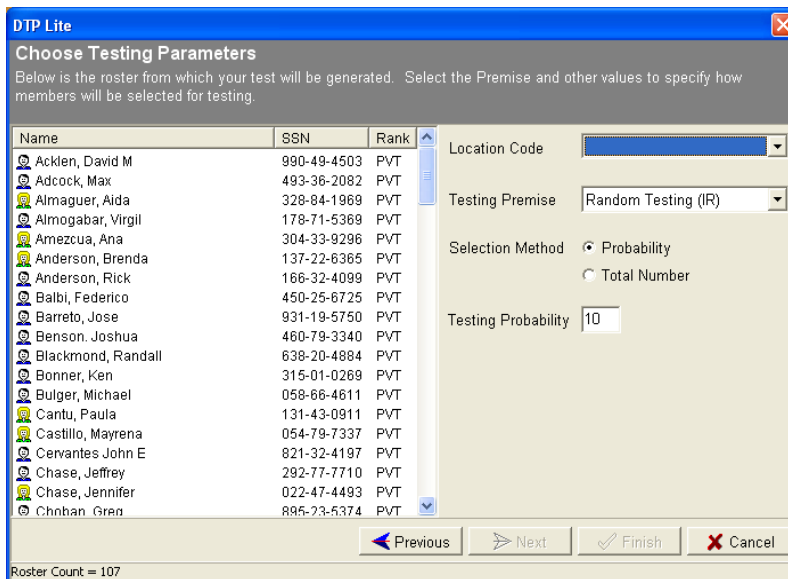 DTP Lite
Choose Testing Parameters
Below is the roster from which your test will be generated. Select the Premise and other values to specify how
members will be selected for testing.
Name SSN Rank
Acklen, David M 990-49-4503 PVT
Adcock, Max 493-36-2082 PVT
Almaguer, Aida 328-84-1969 PVT
Almogabar, Virgil 178-71-5369 PVT
Amezcua, Ana 304-33-9296 PVT
Anderson, Brenda 137-22-6365 PVT
Anderson, Rick 166-32-4099 PVT
Balbi, Federico 450-25-6725 PVT
Barreto, Jose 931-19-5750 PVT
Benson. Joshua 460-79-3340 PVT
Blackmond, Randall 638-20-4884 PVT
Bonner, Ken 315-01-0269 PVT
Bulger, Michael 058-66-4611 PVT
Cantu, Paula 131-43-0911 PVT
Castillo, Mayrena 054-79-7337 PVT
Cervantes John E 821-32-4197 PVT
Chase, Jeffrey 292-77-7710 PVT
Chase, Jennifer 022-47-4493 PVT
Choban, Greg 895-23-5374 PVT
Location Code
Testing Premise Random Testing (IR)
Selection Method Probability
Total Number
Testing Probability 10
Previous Next Finish Cancel
Roster Count = 107